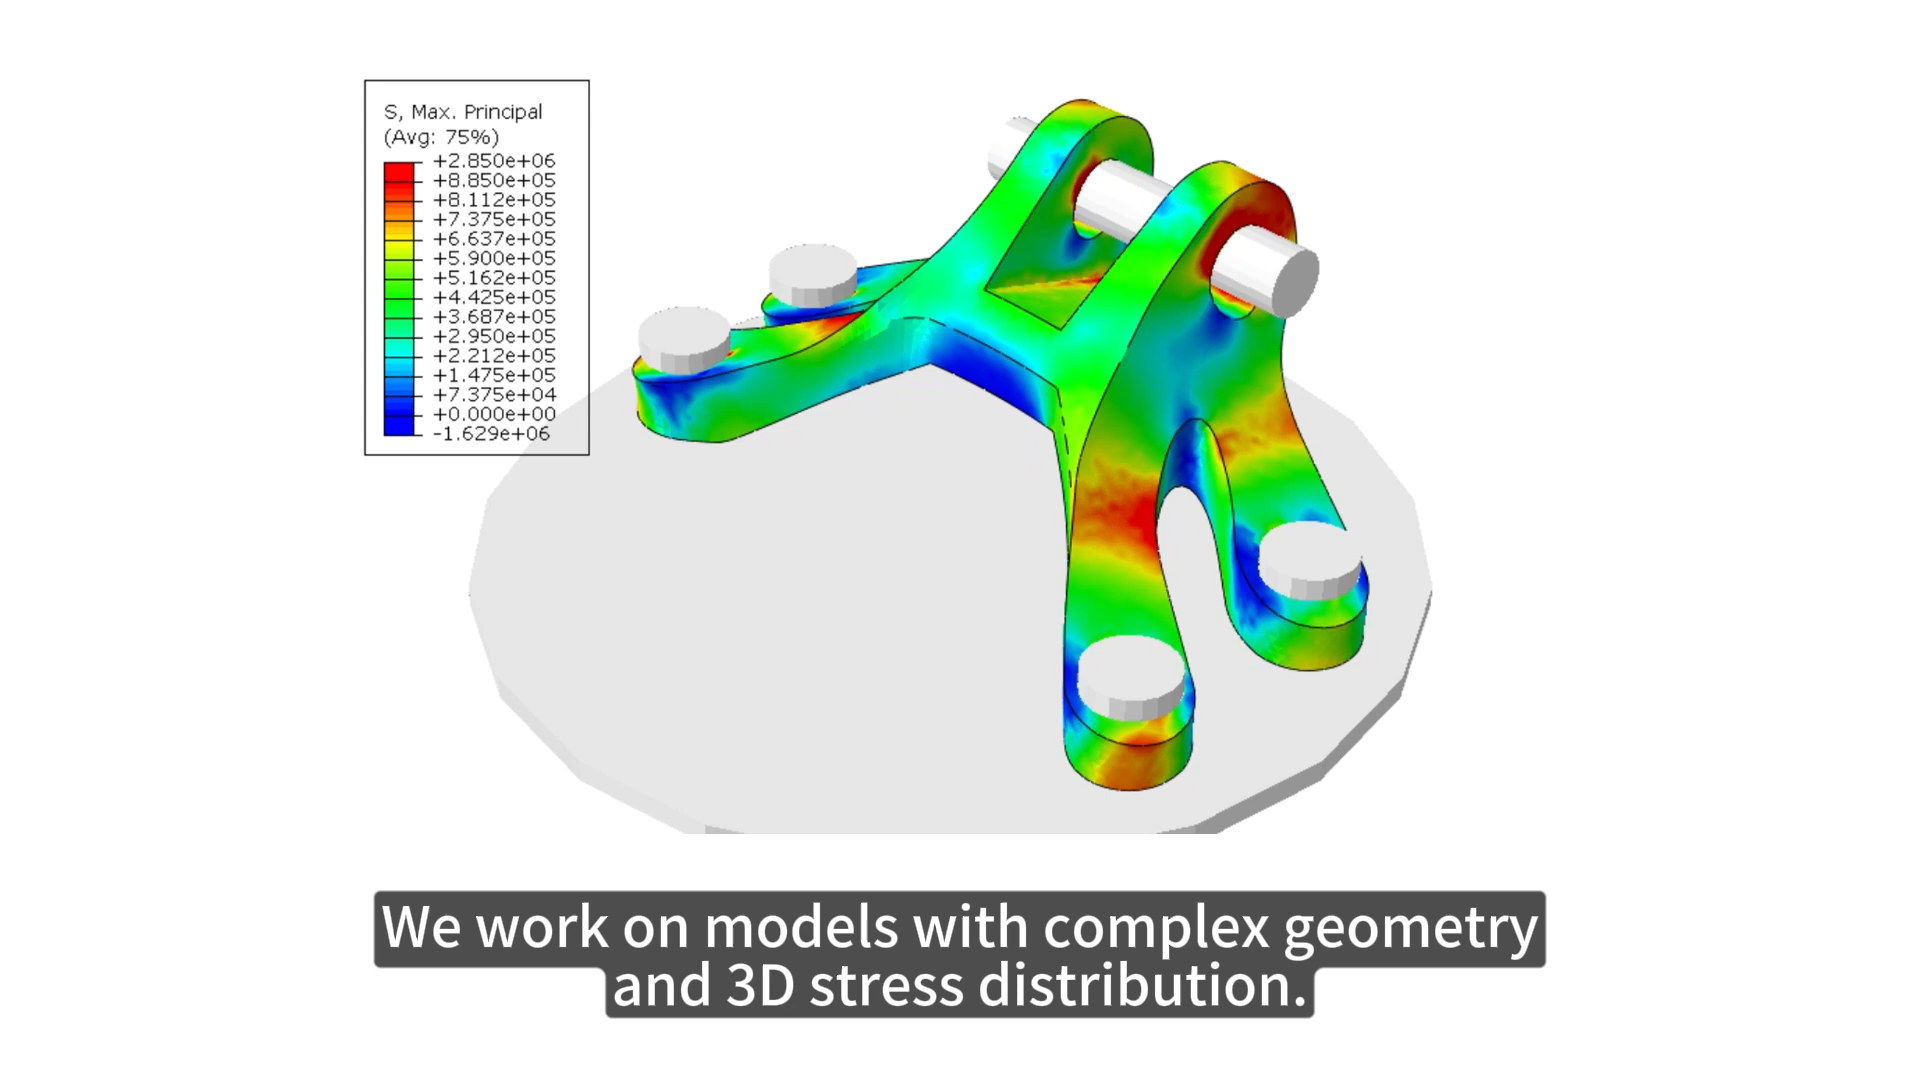 S, Max. Principal
(Avg: 75%)
+2.850e+06
+8.850e+05
+8.112e+05
+7.375e+05
+6.637e+05
+5.900e+05
+5.162e+05
+4.425e+05
+3.687e+05
+2.950e+05
+2.212e+05
+1.475e+05
+7.375e+04
+0.000e+00
-1.629e+06
We work on models with complex geometry
and 3D stress distribution.